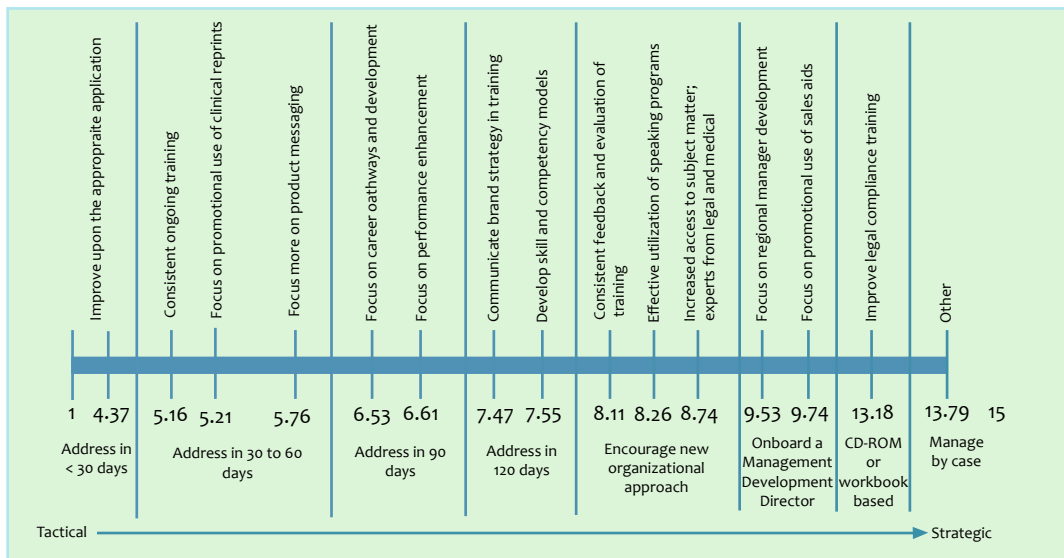 Improve upon the appropraite application
Consistent ongoing training
Focus on promotional use of clinical reprints
Focus more on product messaging
Focus on career oathways and development
Focus on performance enhancement
Communicate brand strategy in training
Develop skill and competency models
Consistent feedback and evaluation of
training
Effective utilization of speaking programs
Increased access to subject matter;
experts from legal and medical
Focus on regional manager development
Focus on promotional use of sales aids
Improve legal compliance training
Other
1 4.37 5.16 5.21 5.76 6.53 6.61 7.47 7.55 8.11 8.26 8.74 9.53 9.74 13.18 13.79 15
Address in
< 30 days
Address in 30 to 60
days
Address in 90
days
Address in
120 days
Encourage new
organizational
approach
Onboard a
Management
Development
Director
CD-ROM
or
workbook
based
Manage
by case
Tactical
Strategic